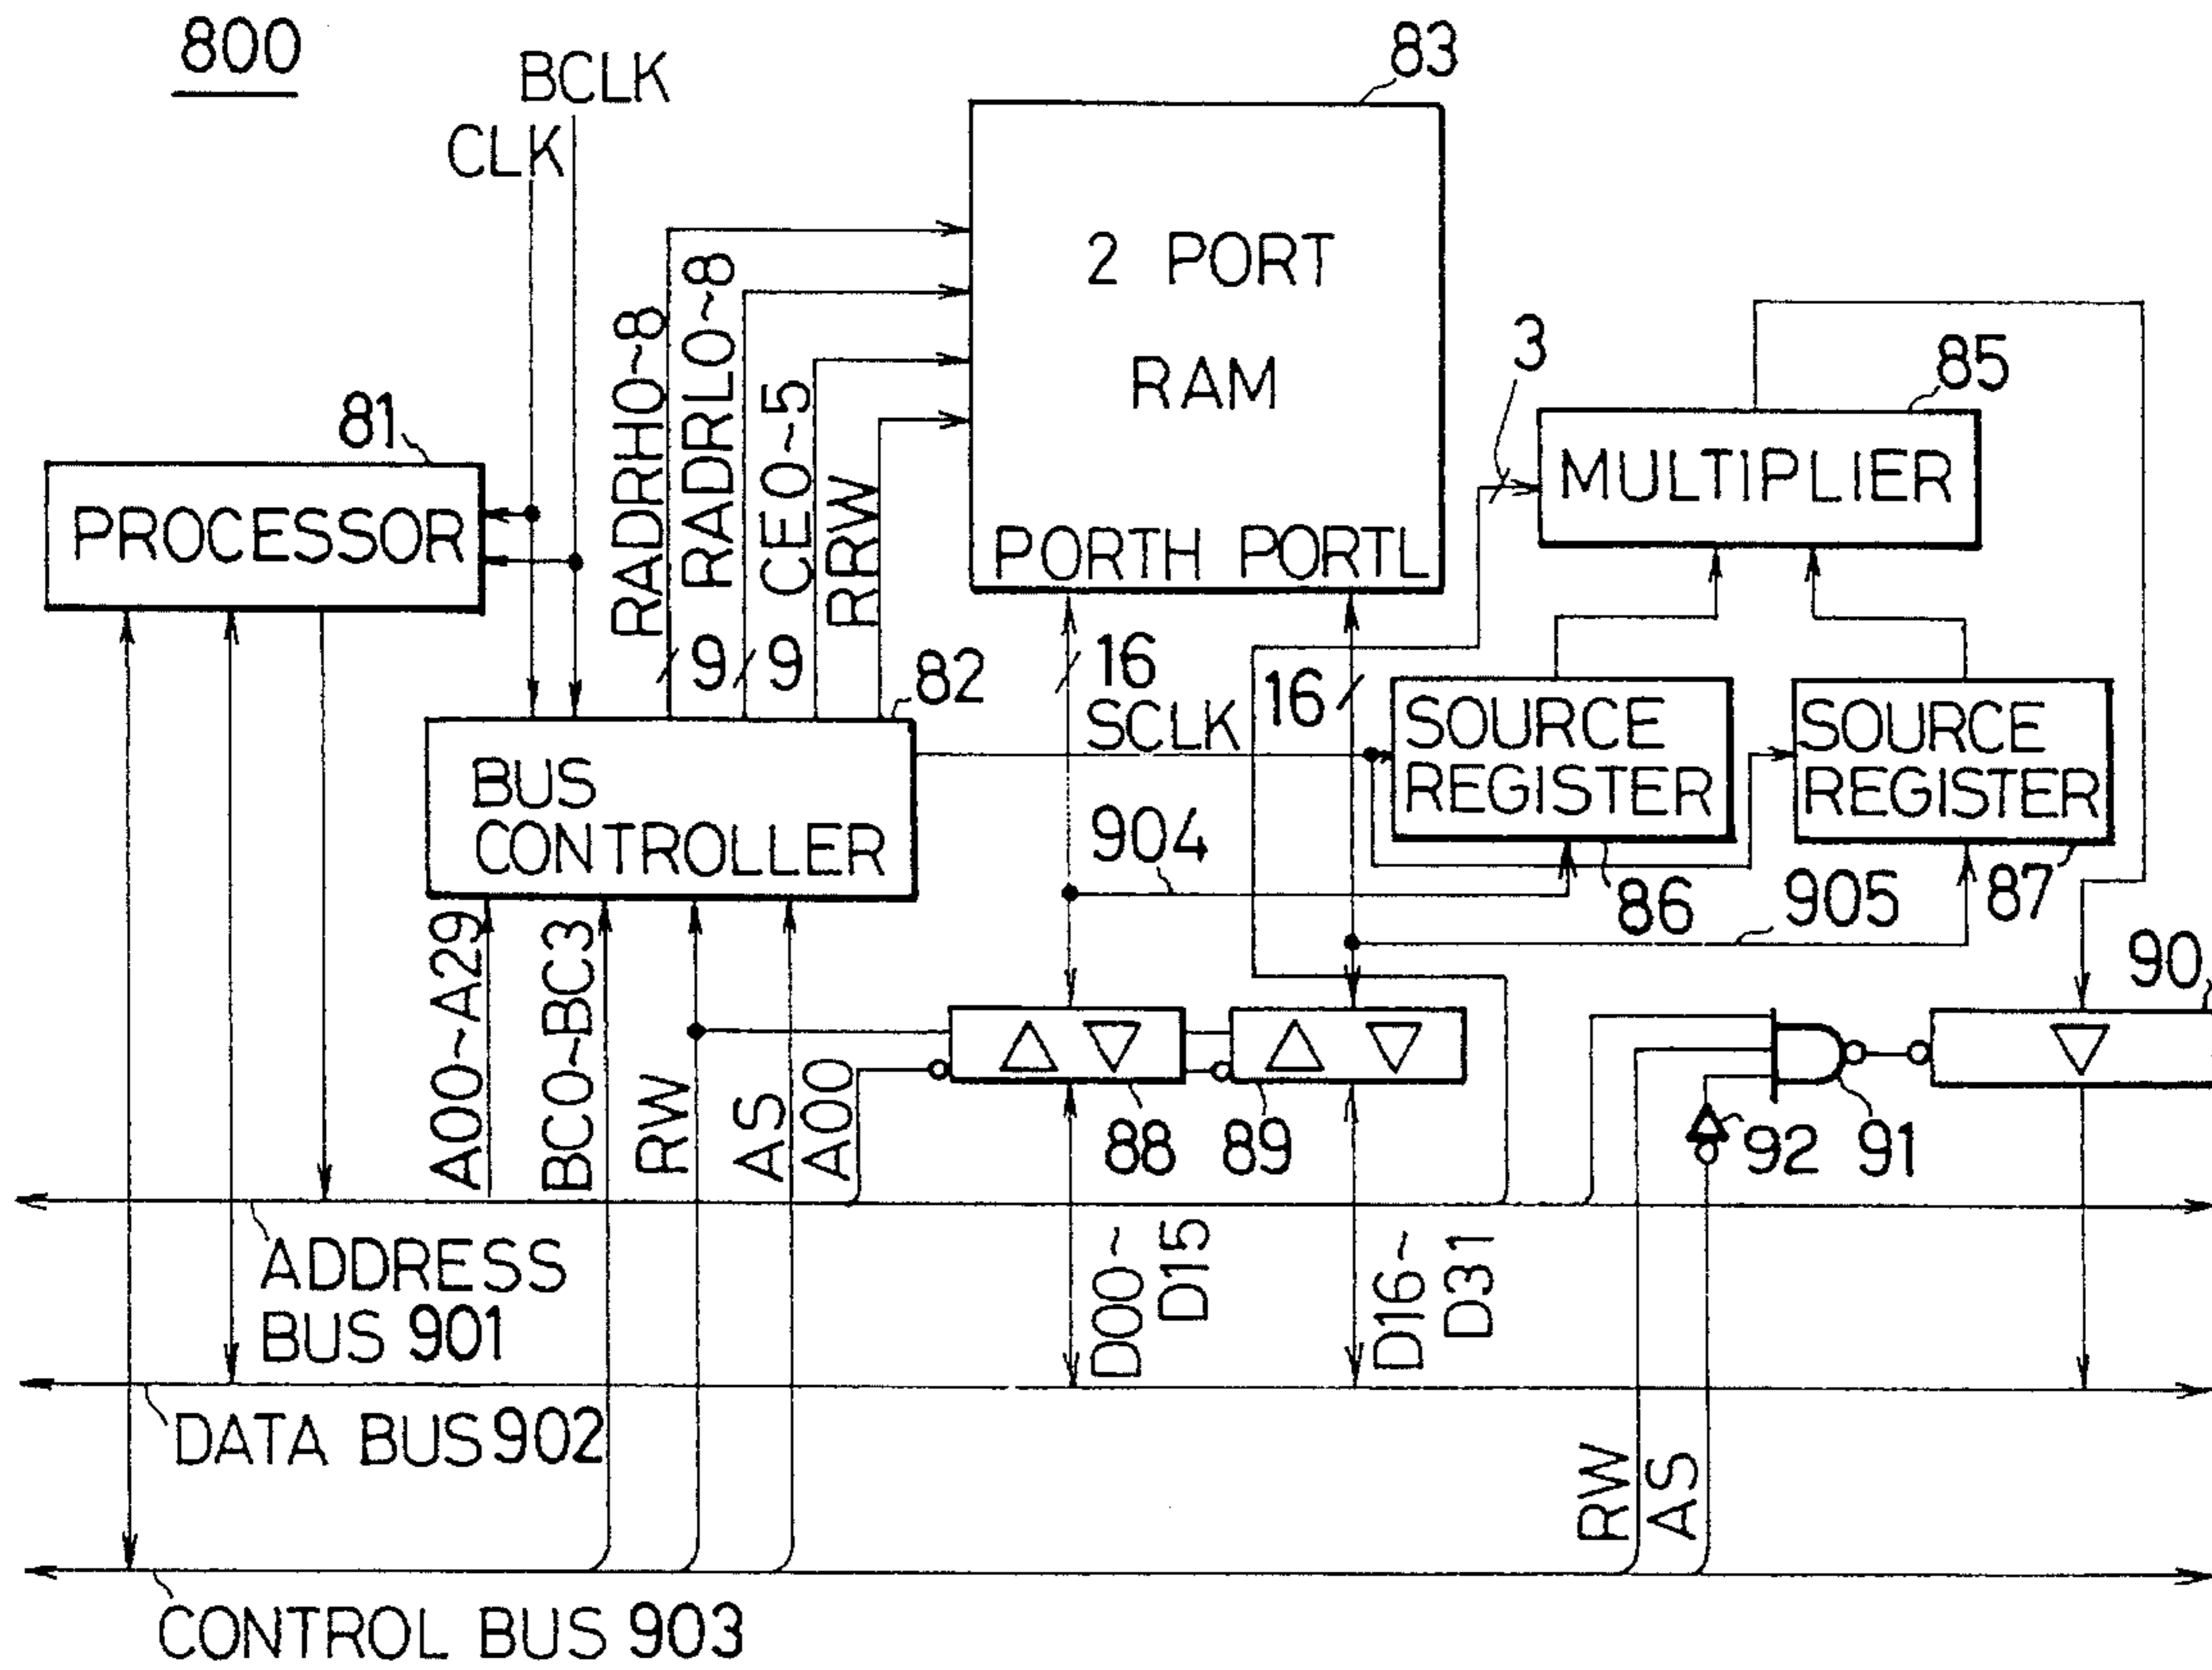 800
BCLK
CLK
83
2 PORT
RAM
PORTH PORTL
RADRH0~8
RADRL0~8
CE0~5
RRW
9
9
3
85
MULTIPLIER
81
PROCESSOR
82
BUS
CONTROLLER
16
SCLK
16
SOURCE
REGISTER
SOURCE
REGISTER
904
86
905
87
90
A00~A29
BC0~BC3
RW
AS
A00
88
89
92
91
ADDRESS
BUS 901
D00~
D15
D16~
D31
DATA BUS 902
RW
AS
CONTROL BUS 903